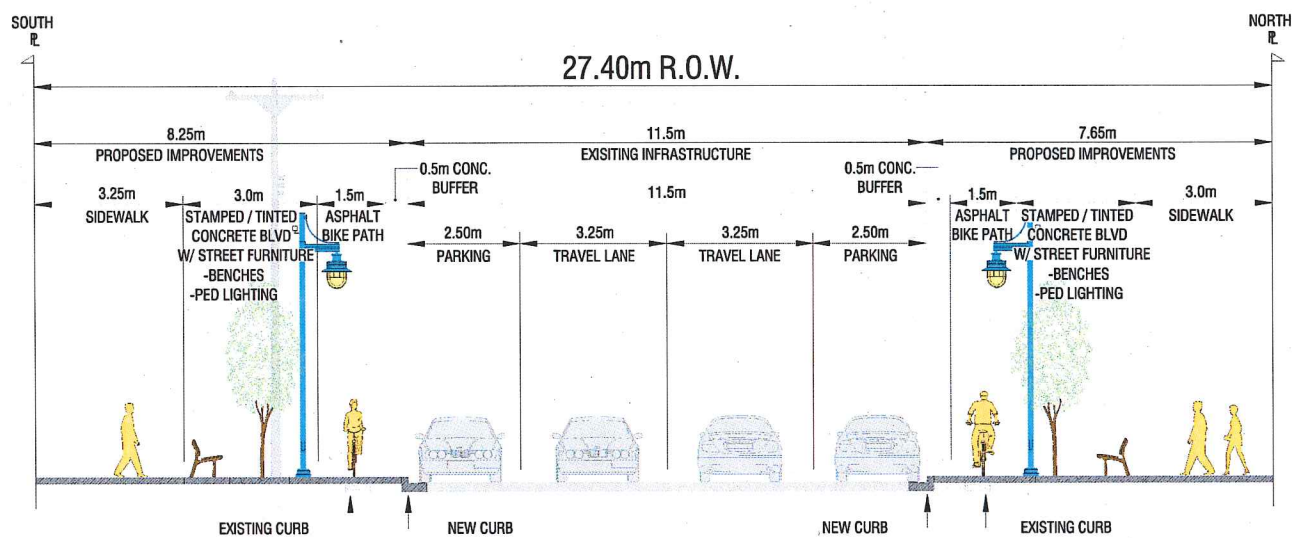 SOUTH
PL
NORTH
PL
27.40m R.O.W.
8.25m
PROPOSED IMPROVEMENTS
11.5m
EXISITING INFRASTRUCTURE
7.65m
PROPOSED IMPROVEMENTS
0.5m CONC.
BUFFER
0.5m CONC.
BUFFER
11.5m
3.25m
SIDEWALK
3.0m
STAMPED / TINTED
CONCRETE BLVD
W/ STREET FURNITURE
-BENCHES
-PED LIGHTING
1.5m
ASPHALT
BIKE PATH
2.50m
PARKING
3.25m
TRAVEL LANE
3.25m
TRAVEL LANE
2.50m
PARKING
1.5m
ASPHALT
BIKE PATH
STAMPED / TINTED
CONCRETE BLVD
W/ STREET FURNITURE
-BENCHES
-PED LIGHTING
3.0m
SIDEWALK
EXISTING CURB
NEW CURB
NEW CURB
EXISTING CURB